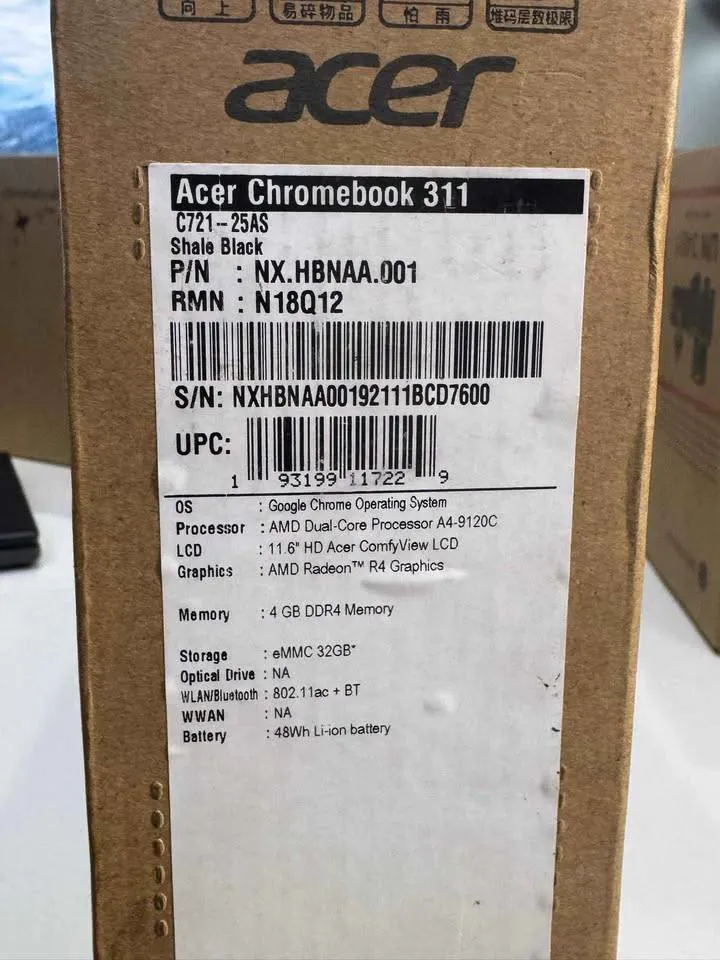 向 上
易碎物品
怕 雨
堆码层数极限
acer
Acer Chromebook 311
C721-25AS
Shale Black
P/N : NX.HBNAA.001
RMN : N18Q12
S/N: NXHBNAA00192111BCD7600
UPC:
1 93199 11722 9
OS : Google Chrome Operating System
Processor : AMD Dual-Core Processor A4-9120C
LCD : 11.6" HD Acer ComfyView LCD
Graphics : AMD Radeon™ R4 Graphics
Memory : 4 GB DDR4 Memory
Storage : eMMC 32GB*
Optical Drive : NA
WLAN/Bluetooth : 802.11ac + BT
WWAN : NA
Battery : 48Wh Li-ion battery